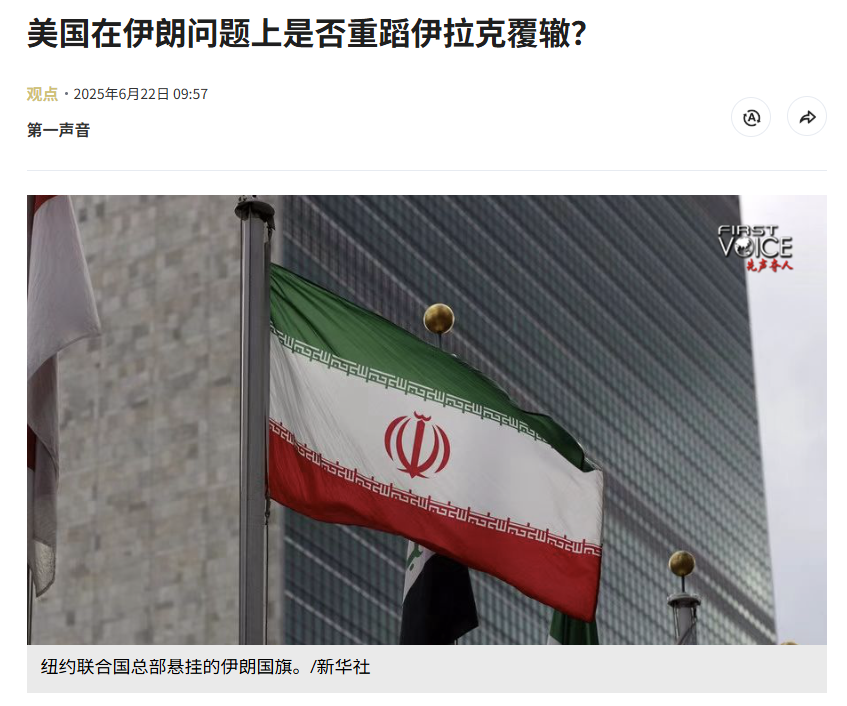 美国在伊朗问题上是否重蹈伊拉克覆辙？
观点 · 2025年6月22日 09:57
第一声音
A
FIRST
VOICE
先声夺人
纽约联合国总部悬挂的伊朗国旗。/新华社